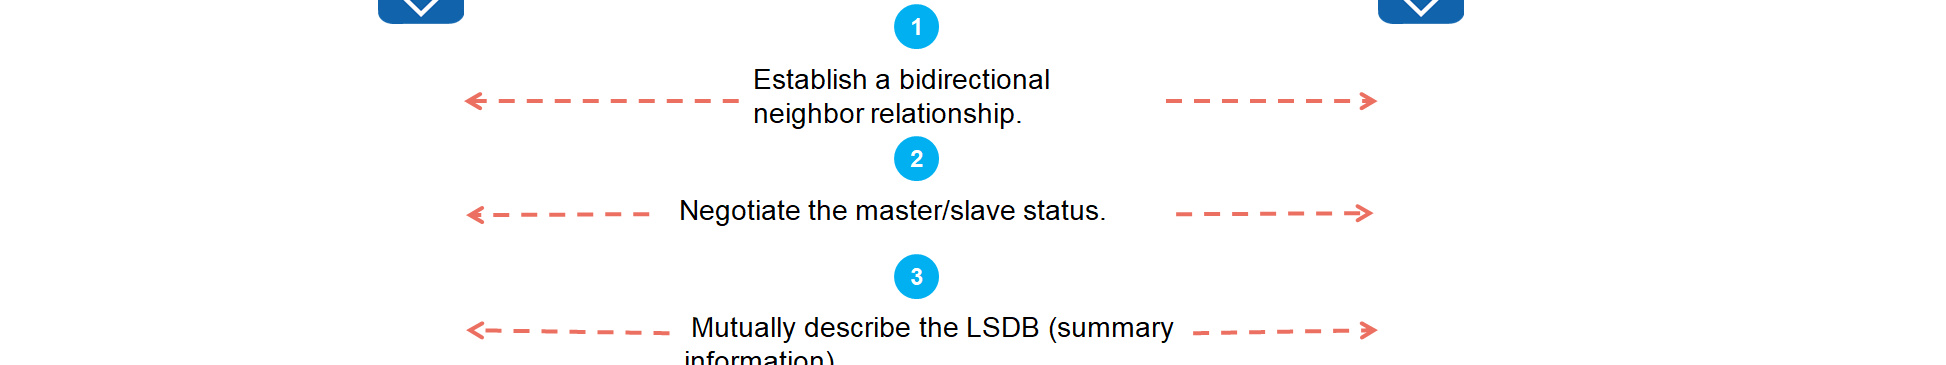 1
Establish a bidirectional
neighbor relationship.
2
Negotiate the master/slave status.
3
Mutually describe the LSDB (summary
information)